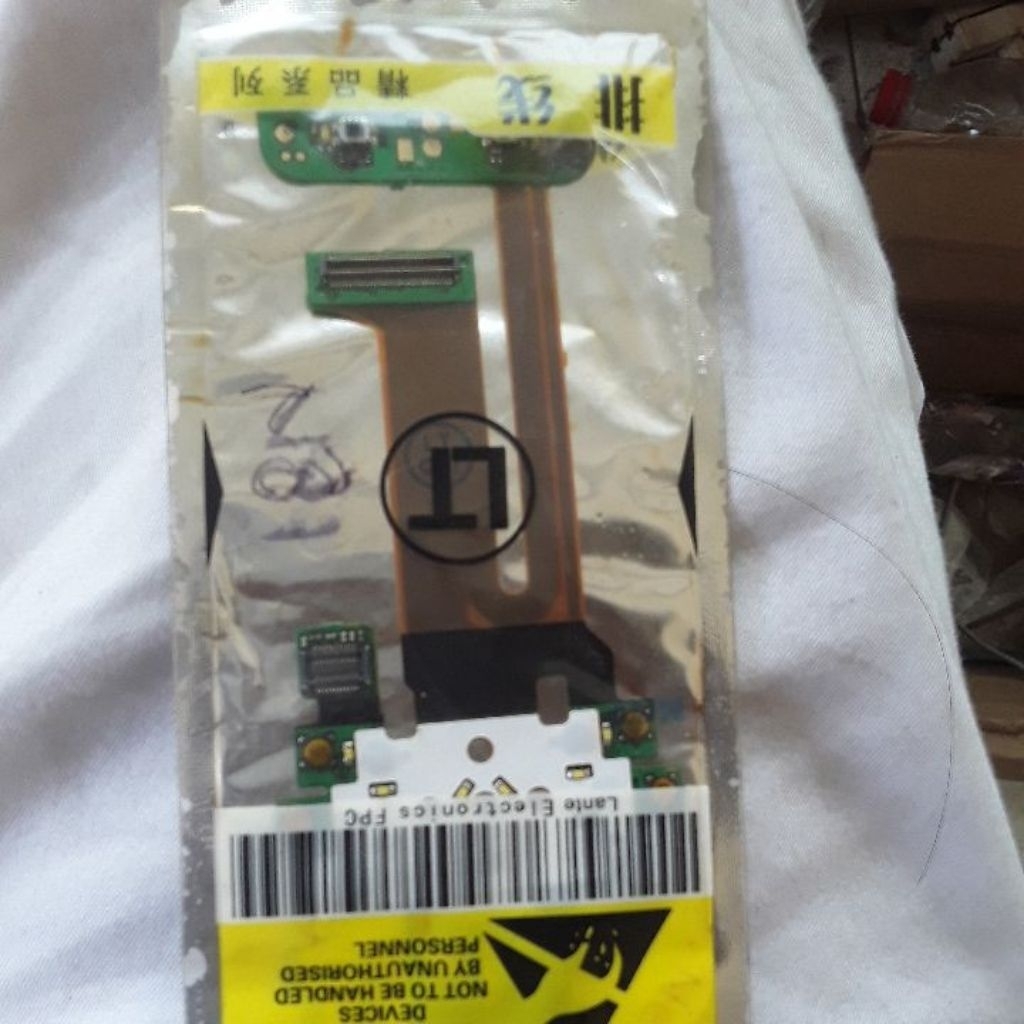 DEVICES
NOT TO BE HANDLED
BY UNAUTHORISED
PERSONNEL
Lante Electronics FPC
LT
排线 精品系列